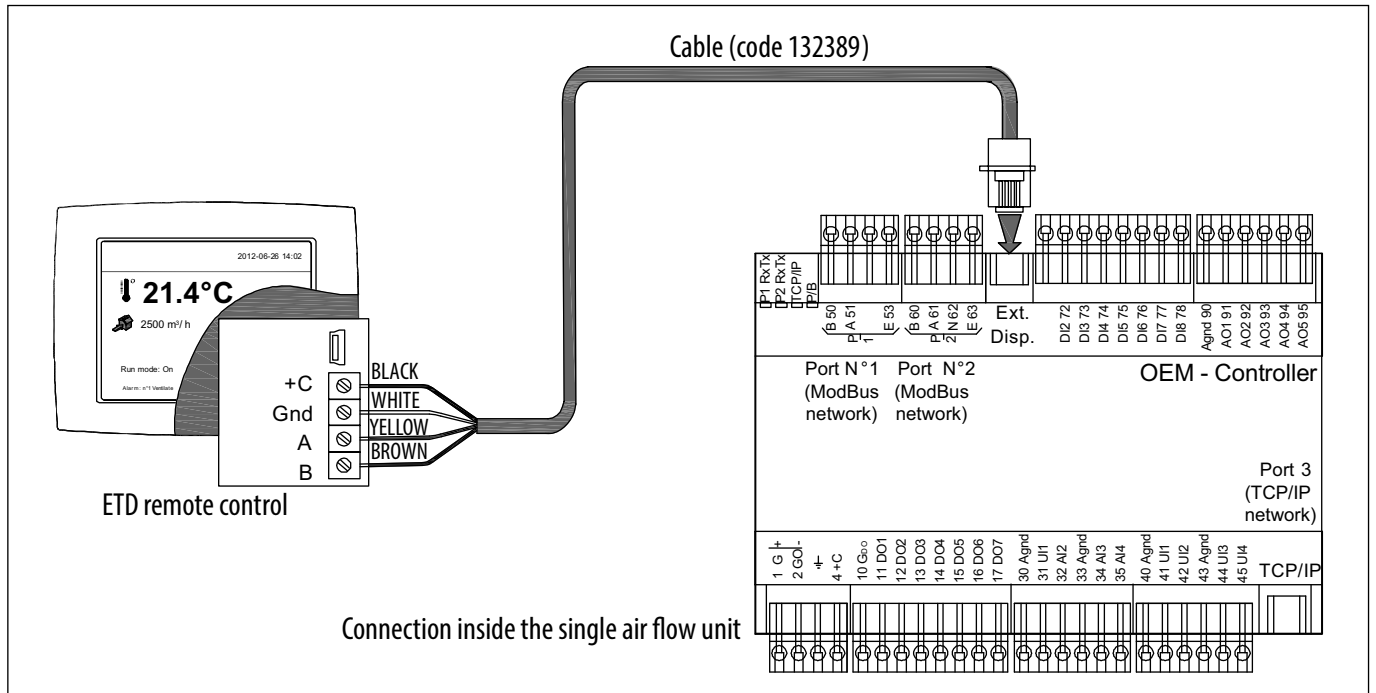 Cable (code 132389)
2012-06-26 14:02
21.4°C
2500 m³/ h
Run mode: On
Alarm: n°1 Ventilate
+C
Gnd
A
B
BLACK
WHITE
YELLOW
BROWN
ETD remote control
P1 RxTx
P2 RxTx
TCP/IP
P/B
B 50
P A 51
1
E 53
B 60
P A 61
2 N 62
E 63
Ext.
Disp.
DI2 72
DI3 73
DI4 74
DI5 75
DI6 76
DI7 77
DI8 78
Agnd 90
AO1 91
AO2 92
AO3 93
AO4 94
AO5 95
Port N°1
(ModBus
network)
Port N°2
(ModBus
network)
OEM - Controller
Port 3
(TCP/IP
network)
1 G +
2 GO -
4 +C
10 G DO
11 DO1
12 DO2
13 DO3
14 DO4
15 DO5
16 DO6
17 DO7
30 Agnd
31 UI1
32 AI2
33 Agnd
34 AI3
35 AI4
40 Agnd
41 UI1
42 UI2
43 Agnd
44 UI3
45 UI4
TCP/IP
Connection inside the single air flow unit